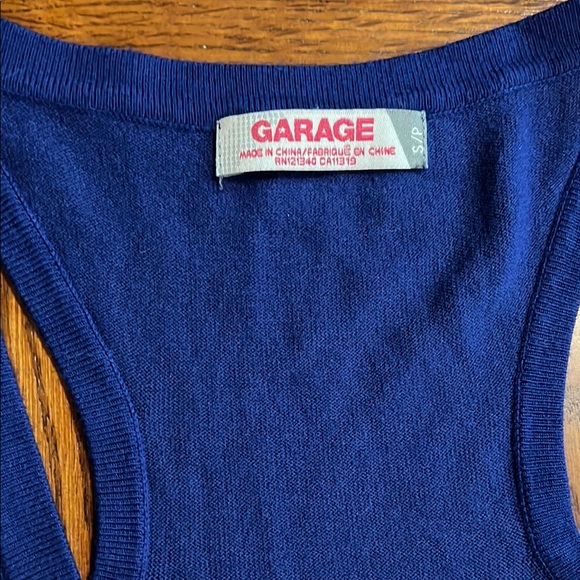 GARAGE
MADE IN CHINA/FABRIQUÉ EN CHINE
RN121340 CA11319
S/P